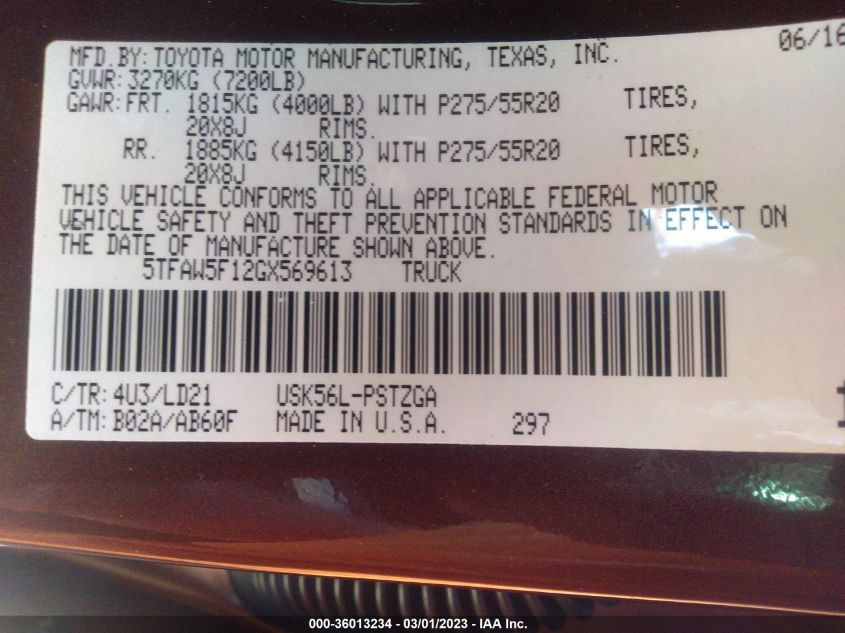 06/16
MFD.BY:TOYOTA MOTOR MANUFACTURING, TEXAS, INC.
GVWR:3270KG (7200LB)
GAWR:FRT. 1815KG (4000LB) WITH P275/55R20 TIRES,
20X8J RIMS.
RR. 1885KG (4150LB) WITH P275/55R20 TIRES,
20X8J RIMS.
THIS VEHICLE CONFORMS TO ALL APPLICABLE FEDERAL MOTOR
VEHICLE SAFETY AND THEFT PREVENTION STANDARDS IN EFFECT ON
THE DATE OF MANUFACTURE SHOWN ABOVE.
5TFAW5F12GX569613 TRUCK
C/TR:4U3/LD21 USK56L-PSTZGA
A/TM:B02A/AB60F MADE IN U.S.A. 297
000-36013234 - 03/01/2023 - IAA Inc.